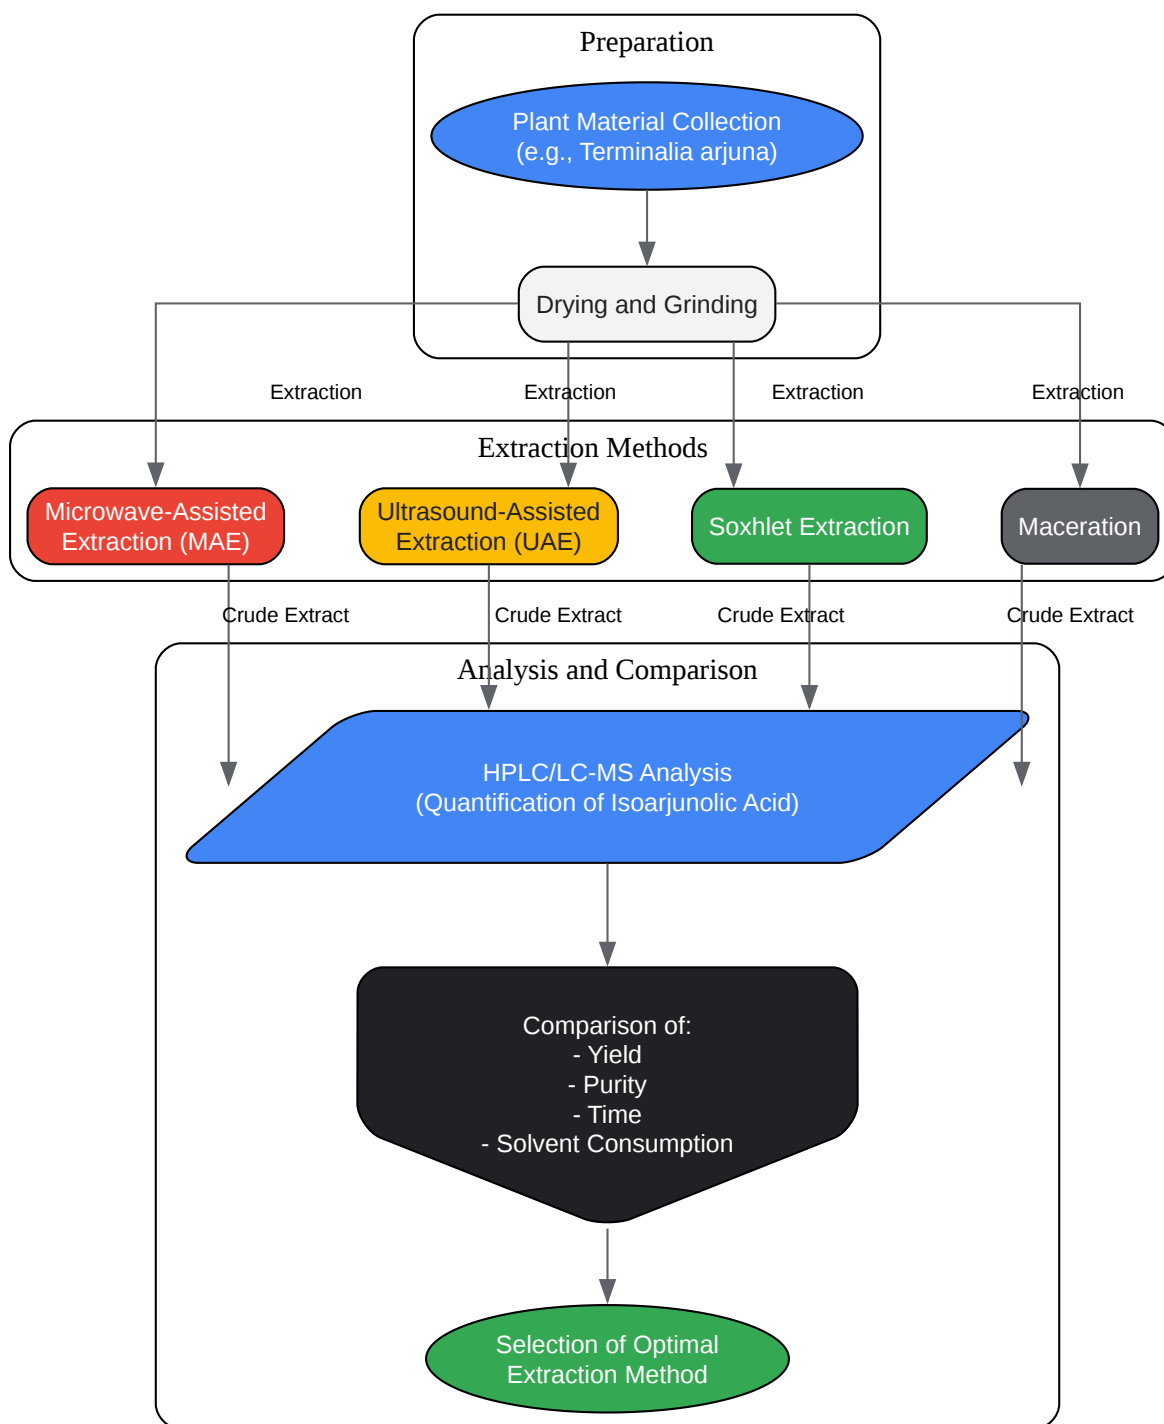 Preparation
Plant Material Collection
(e.g., Terminalia arjuna)
Drying and Grinding
Extraction
Extraction
Extraction
Extraction
Extraction Methods
Microwave-Assisted
Extraction (MAE)
Ultrasound-Assisted
Extraction (UAE)
Soxhlet Extraction
Maceration
Crude Extract
Crude Extract
Crude Extract
Crude Extract
Analysis and Comparison
HPLC/LC-MS Analysis
(Quantification of Isoarjunolic Acid)
Comparison of:
- Yield
- Purity
- Time
- Solvent Consumption
Selection of Optimal
Extraction Method